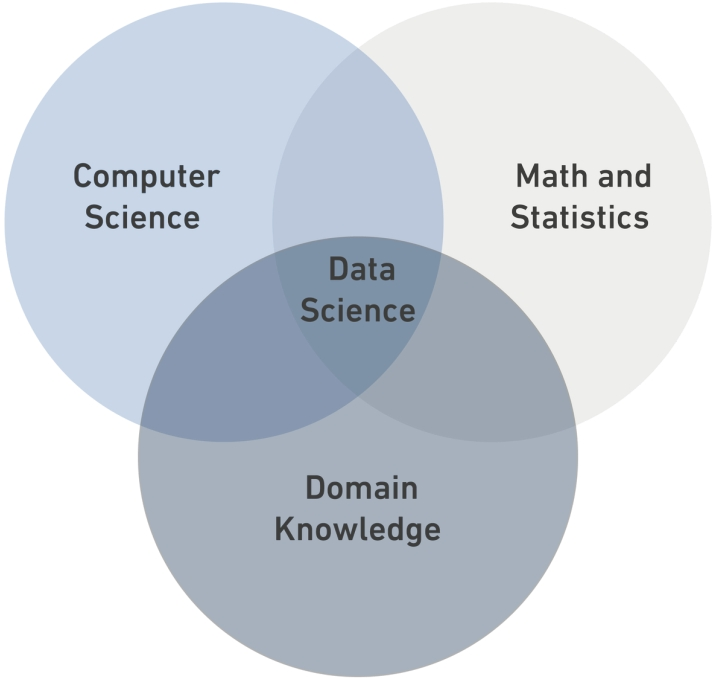 Computer
Science
Math and
Statistics
Data
Science
Domain
Knowledge